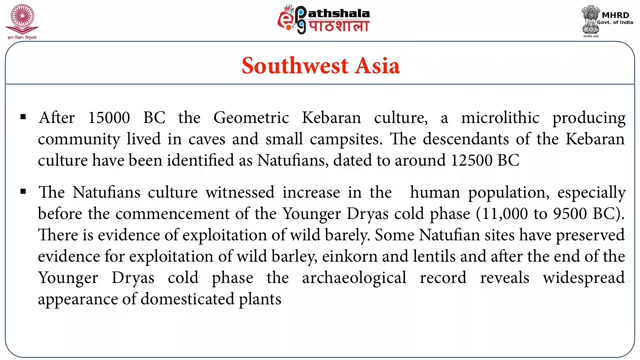 Pathshala
पाठशाला
MHRD
Govt. of India
Southwest Asia
▪ After 15000 BC the Geometric Kebaran culture, a microlithic producing
community lived in caves and small campsites. The descendants of the Kebaran
culture have been identified as Natufians, dated to around 12500 BC
▪ The Natufians culture witnessed increase in the human population, especially
before the commencement of the Younger Dryas cold phase (11,000 to 9500 BC).
There is evidence of exploitation of wild barely. Some Natufian sites have preserved
evidence for exploitation of wild barley, einkorn and lentils and after the end of the
Younger Dryas cold phase the archaeological record reveals widespread
appearance of domesticated plants